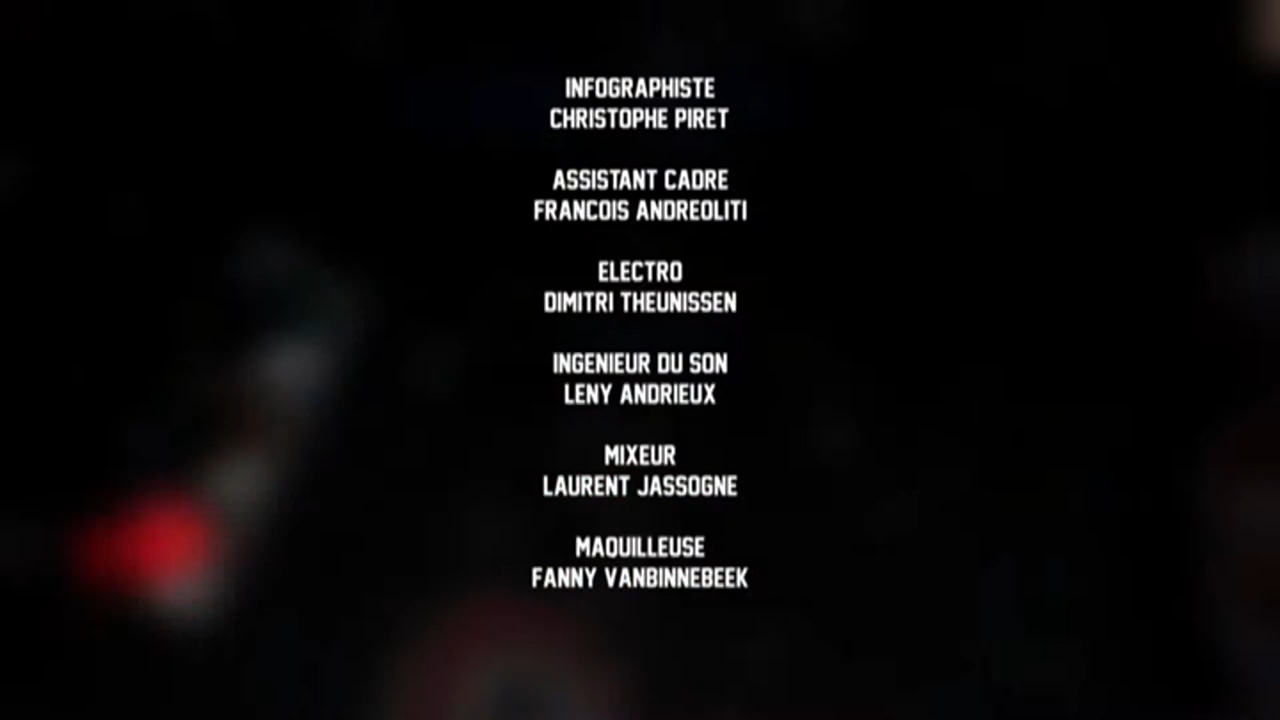 INFOGRAPHISTE
CHRISTOPHE PIRET
ASSISTANT CADRE
FRANCOIS ANDREOLITI
ELECTRO
DIMITRI THEUNISSEN
INGENIEUR DU SON
LENY ANDRIEUX
MIXEUR
LAURENT JASSOGNE
MAQUILLEUSE
FANNY VANBINNEBEEK